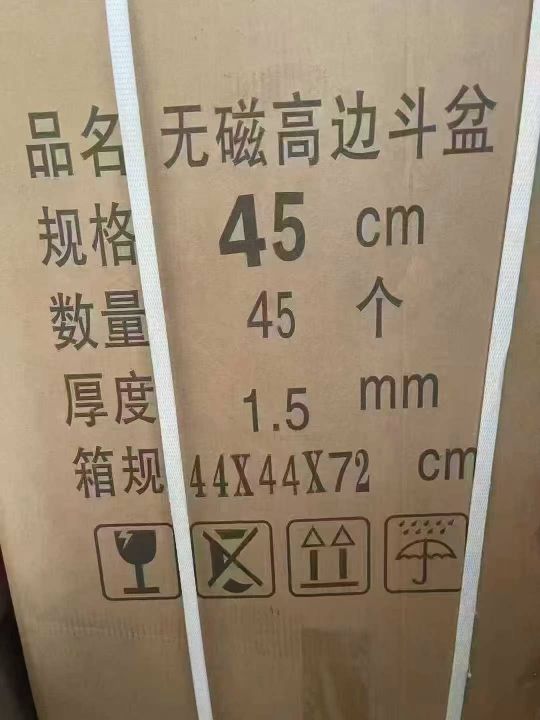 品名 无磁高边斗盆
规格 45 cm
数量 45 个
厚度 1.5 mm
箱规 44X44X72 cm